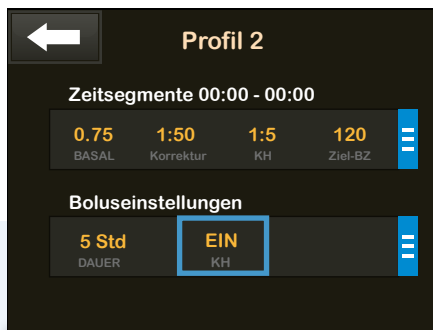 Profil 2
Zeitsegmente 00:00 - 00:00
0.75 1:50 1:5 120
BASAL Korrektur KH Ziel-BZ
Boluseinstellungen
5 Std EIN
DAUER KH